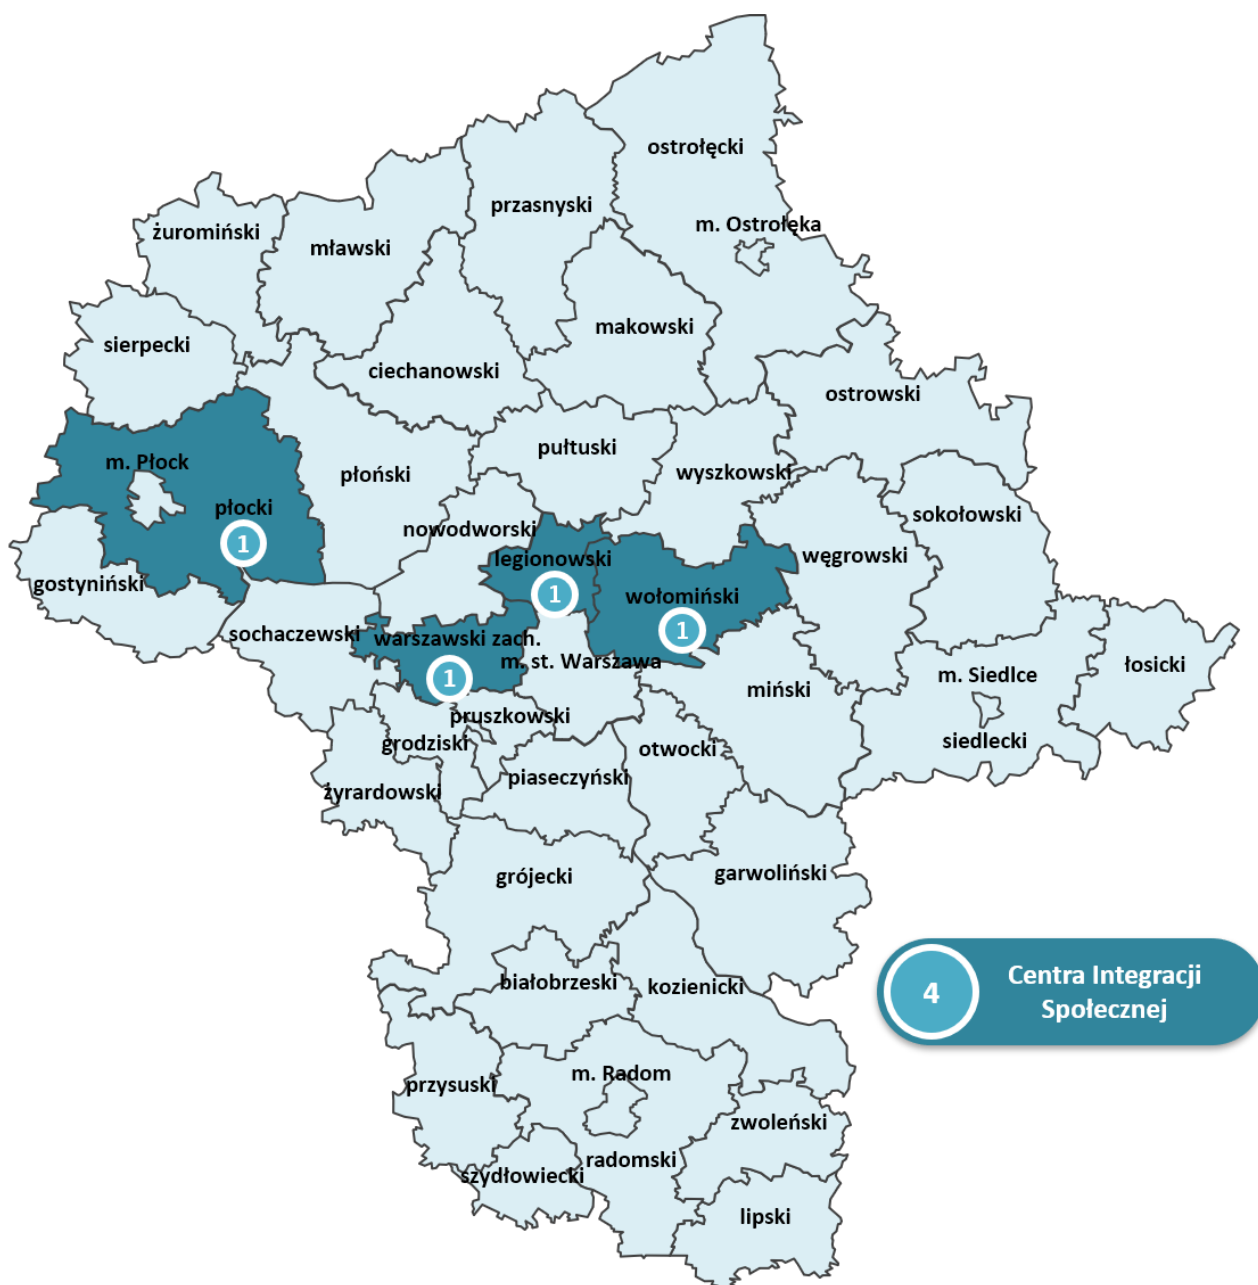 ostrołęcki
przasnyski
m. Ostrołęka
żuromiński
mławski
makowski
sierpecki
ciechanowski
ostrowski
pułtuski
m. Płock
płoński
wyszkowski
płocki
sokołowski
nowodworski
1
legionowski
węgrowski
gostyniński
1
wołomiński
1
sochaczewski
warszawski zach.
m. st. Warszawa
łosicki
1
m. Siedlce
miński
pruszkowski
grodziski
otwocki
siedlecki
piaseczyński
żyrardowski
grójecki
garwoliński
białobrzeski
kozienicki
4
Centra Integracji
Społecznej
m. Radom
przysuski
zwoleński
radomski
szydłowiecki
lipski